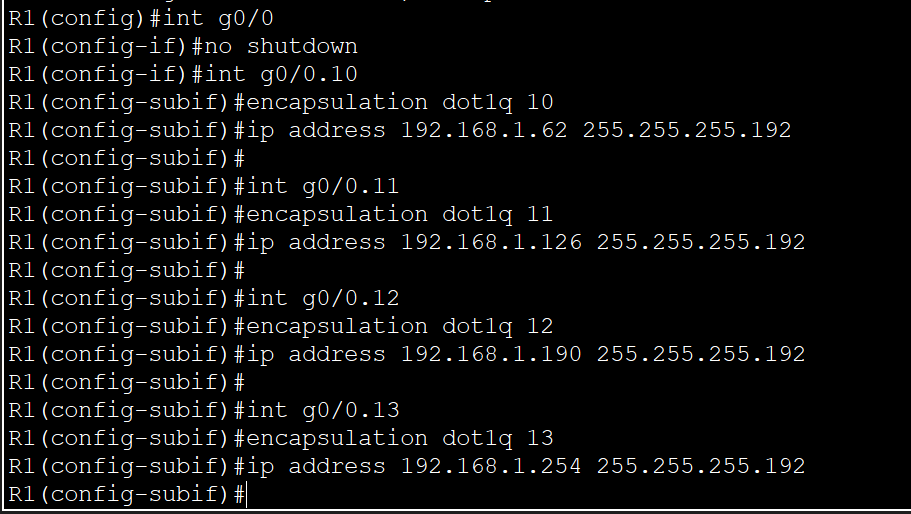 R1(config)#int g0/0
R1(config-if)#no shutdown
R1(config-if)#int g0/0.10
R1(config-subif)#encapsulation dot1q 10
R1(config-subif)#ip address 192.168.1.62 255.255.255.192
R1(config-subif)#
R1(config-subif)#int g0/0.11
R1(config-subif)#encapsulation dot1q 11
R1(config-subif)#ip address 192.168.1.126 255.255.255.192
R1(config-subif)#
R1(config-subif)#int g0/0.12
R1(config-subif)#encapsulation dot1q 12
R1(config-subif)#ip address 192.168.1.190 255.255.255.192
R1(config-subif)#
R1(config-subif)#int g0/0.13
R1(config-subif)#encapsulation dot1q 13
R1(config-subif)#ip address 192.168.1.254 255.255.255.192
R1(config-subif)#